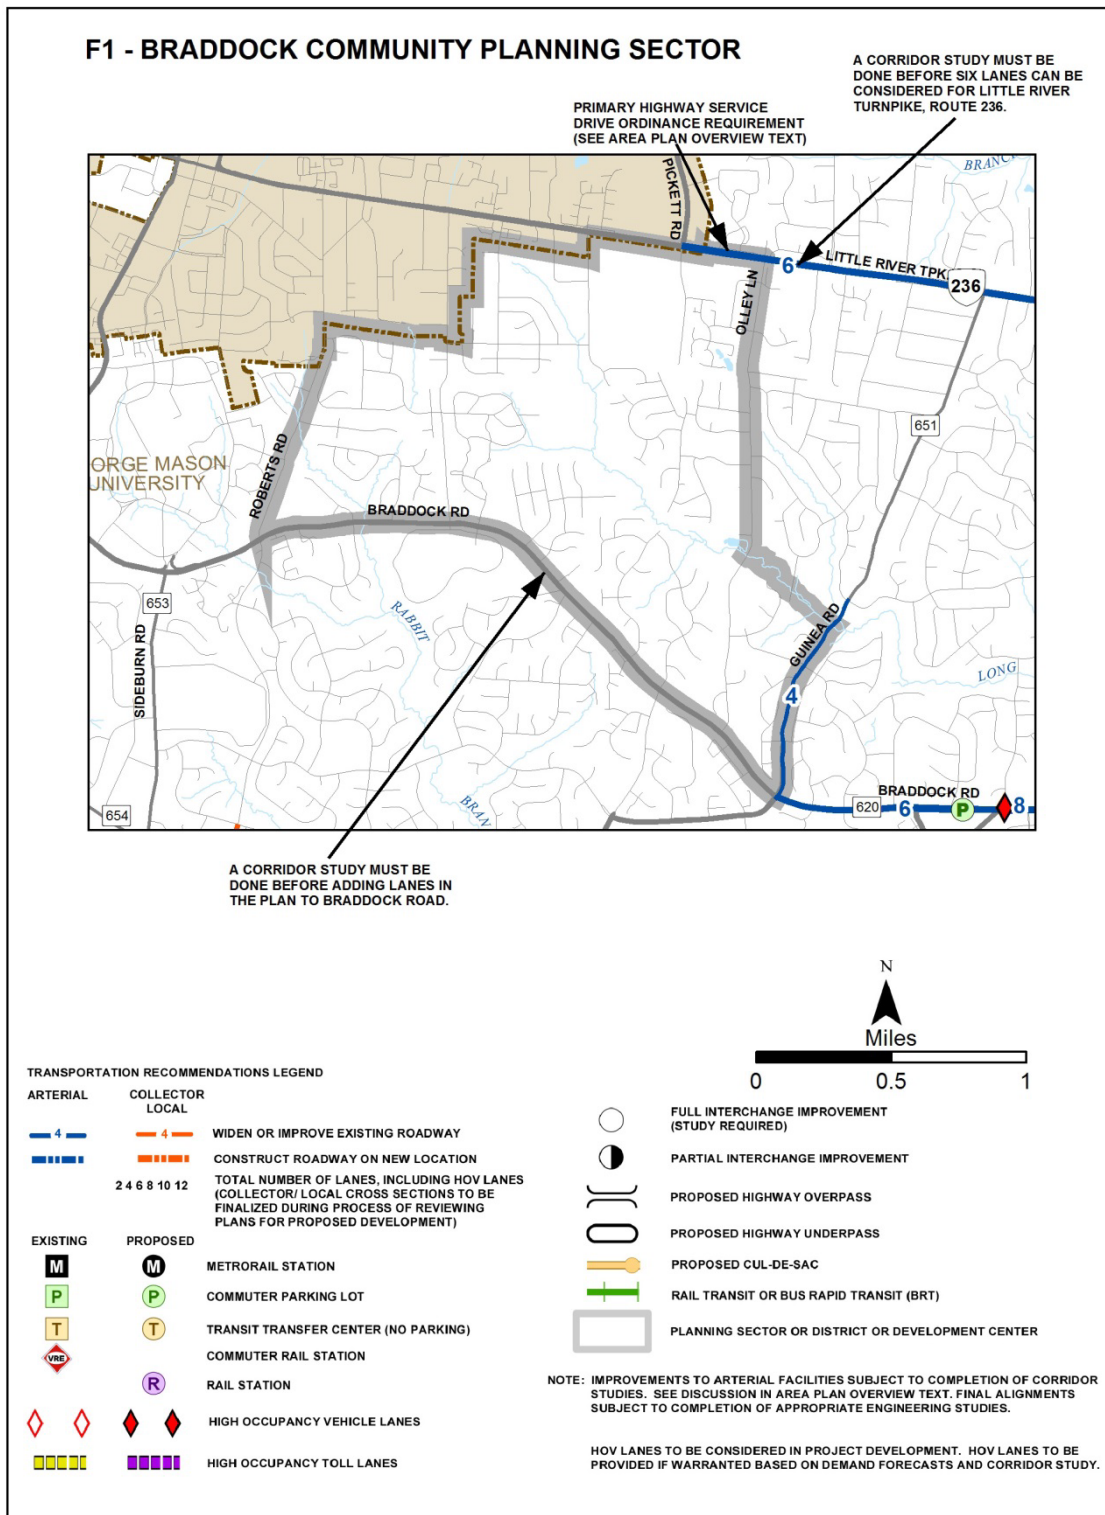 F1 - BRADDOCK COMMUNITY PLANNING SECTOR
A CORRIDOR STUDY MUST BE
DONE BEFORE SIX LANES CAN BE
CONSIDERED FOR LITTLE RIVER
TURNPIKE, ROUTE 236.
PRIMARY HIGHWAY SERVICE
DRIVE ORDINANCE REQUIREMENT
(SEE AREA PLAN OVERVIEW TEXT)
BRANC
PICKETT RD
6
LITTLE RIVER TPK.
236
OLLEY LN
651
ORGE MASON
UNIVERSITY
ROBERTS RD
BRADDOCK RD
653
SIDEBURN RD
RABBIT
GUINEA RD
LONG
4
BRAN
654
BRADDOCK RD
620
6
P
8
A CORRIDOR STUDY MUST BE
DONE BEFORE ADDING LANES IN
THE PLAN TO BRADDOCK ROAD.
N
Miles
0 0.5 1
TRANSPORTATION RECOMMENDATIONS LEGEND
ARTERIAL COLLECTOR
LOCAL
4 4 WIDEN OR IMPROVE EXISTING ROADWAY
CONSTRUCT ROADWAY ON NEW LOCATION
2 4 6 8 10 12 TOTAL NUMBER OF LANES, INCLUDING HOV LANES
(COLLECTOR/ LOCAL CROSS SECTIONS TO BE
FINALIZED DURING PROCESS OF REVIEWING
PLANS FOR PROPOSED DEVELOPMENT)
EXISTING PROPOSED
M M METRORAIL STATION
P P COMMUTER PARKING LOT
T T TRANSIT TRANSFER CENTER (NO PARKING)
VRE COMMUTER RAIL STATION
R RAIL STATION
HIGH OCCUPANCY VEHICLE LANES
HIGH OCCUPANCY TOLL LANES
FULL INTERCHANGE IMPROVEMENT
(STUDY REQUIRED)
PARTIAL INTERCHANGE IMPROVEMENT
PROPOSED HIGHWAY OVERPASS
PROPOSED HIGHWAY UNDERPASS
PROPOSED CUL-DE-SAC
RAIL TRANSIT OR BUS RAPID TRANSIT (BRT)
PLANNING SECTOR OR DISTRICT OR DEVELOPMENT CENTER
NOTE: IMPROVEMENTS TO ARTERIAL FACILITIES SUBJECT TO COMPLETION OF CORRIDOR
STUDIES. SEE DISCUSSION IN AREA PLAN OVERVIEW TEXT. FINAL ALIGNMENTS
SUBJECT TO COMPLETION OF APPROPRIATE ENGINEERING STUDIES.
HOV LANES TO BE CONSIDERED IN PROJECT DEVELOPMENT. HOV LANES TO BE
PROVIDED IF WARRANTED BASED ON DEMAND FORECASTS AND CORRIDOR STUDY.